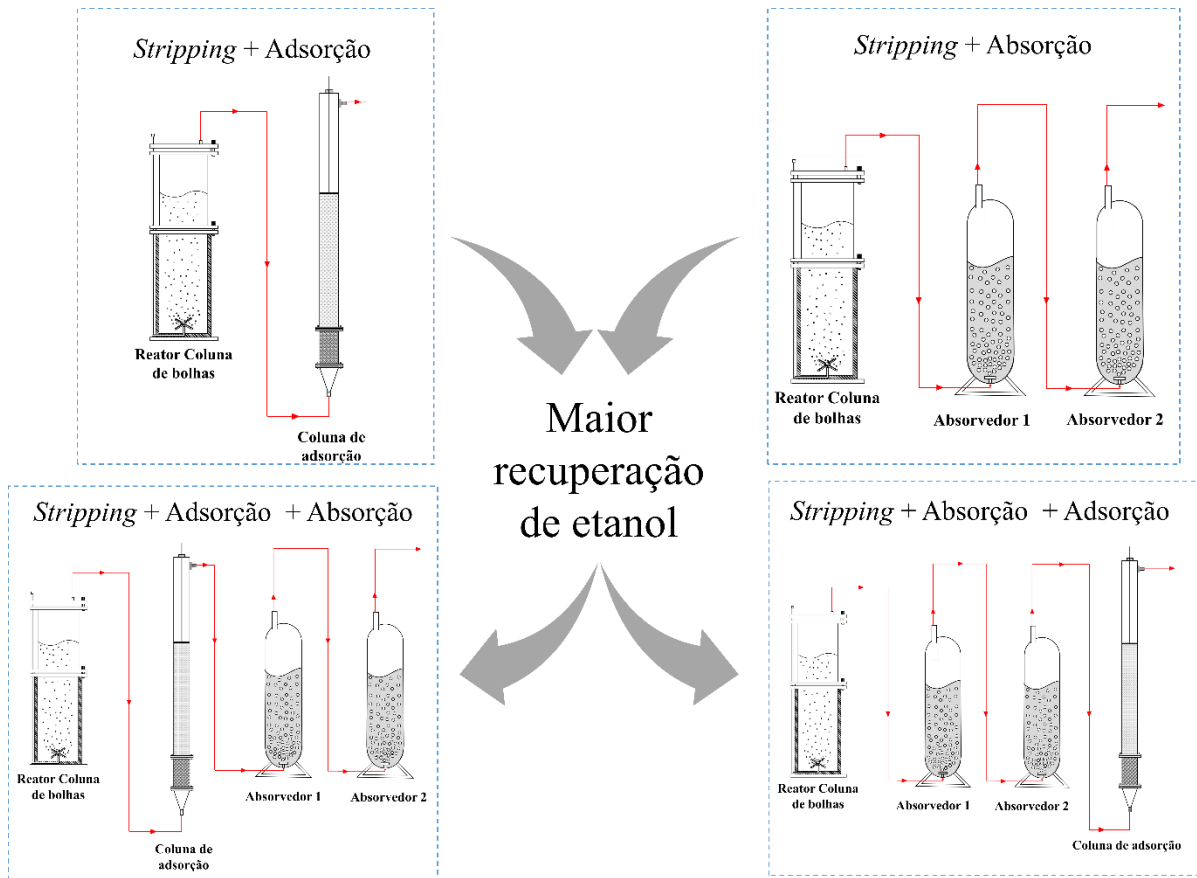 Stripping + Adsorção
Reator Coluna
de bolhas
Coluna de
adsorção
Stripping + Absorção
Reator Coluna
de bolhas
Absorvedor 1
Absorvedor 2
Maior
recuperação
de etanol
Stripping + Adsorção + Absorção
Reator Coluna
de bolhas
Coluna de
adsorção
Absorvedor 1
Absorvedor 2
Stripping + Absorção + Adsorção
Reator Coluna
de bolhas
Absorvedor 1
Absorvedor 2
Coluna de adsorção